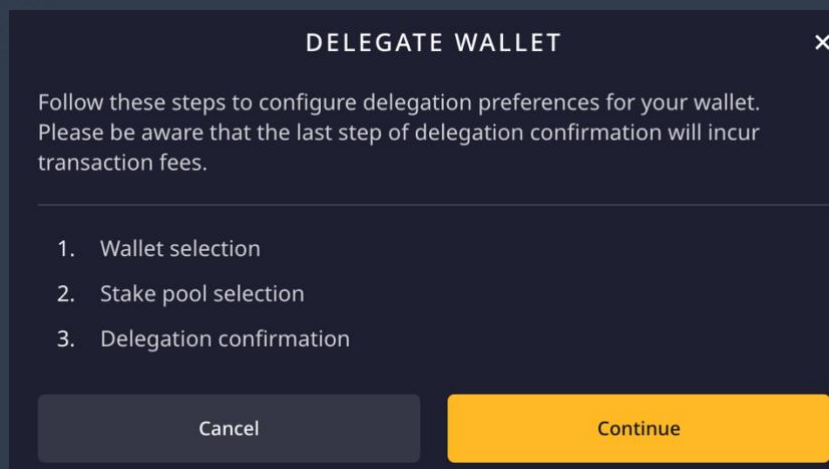 DELEGATE WALLET
Follow these steps to configure delegation preferences for your wallet.
Please be aware that the last step of delegation confirmation will incur
transaction fees.
1. Wallet selection
2. Stake pool selection
3. Delegation confirmation
Cancel Continue